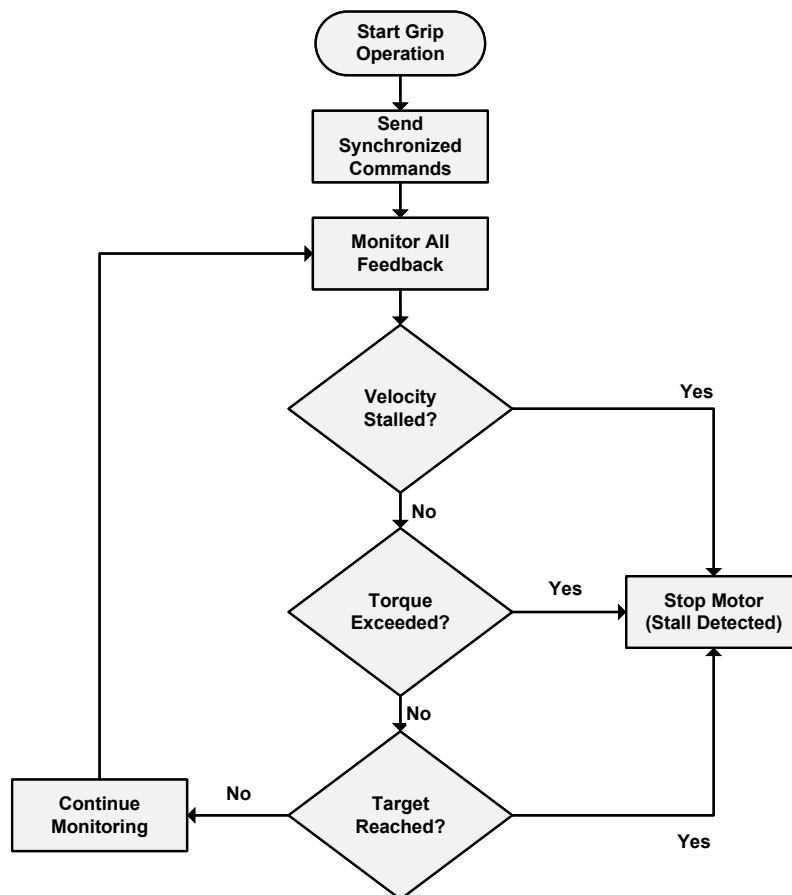 Start Grip
Operation
Send
Synchronized
Commands
Monitor All
Feedback
Velocity
Stalled?
Yes
No
Torque
Exceeded?
Yes
Stop Motor
(Stall Detected)
No
Continue
Monitoring
No
Target
Reached?
Yes